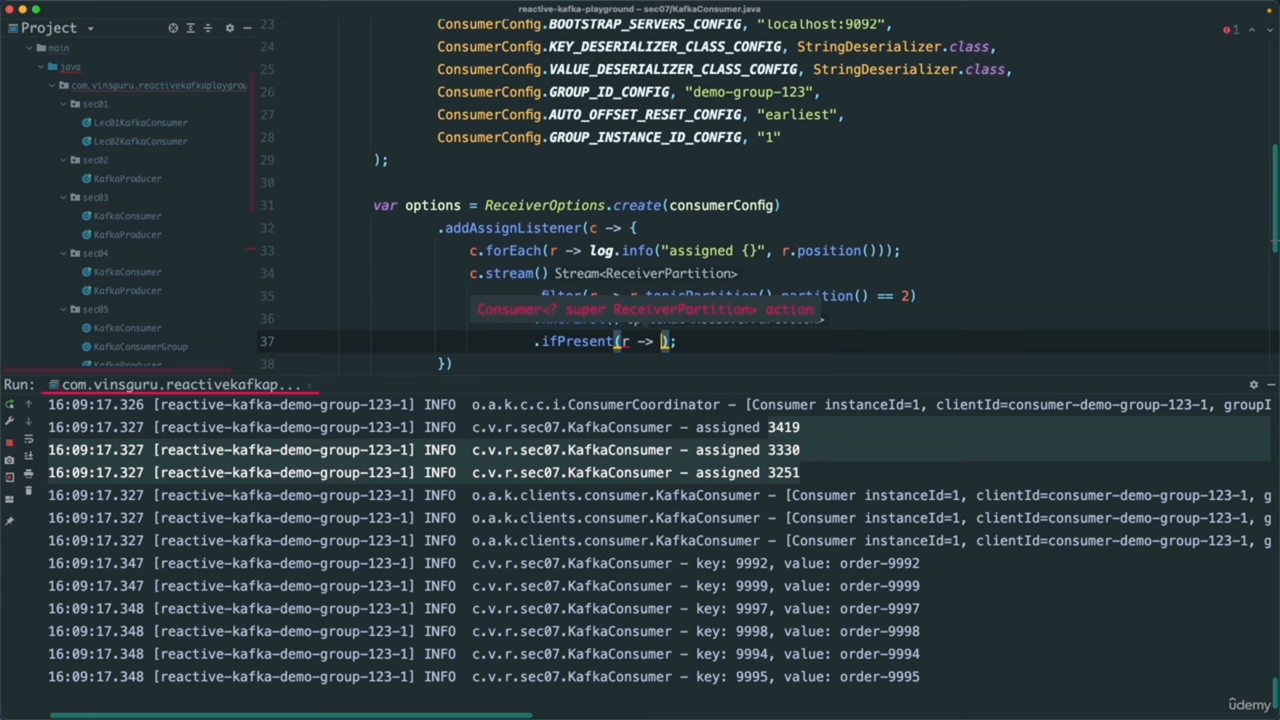 reactive-kafka-playground – sec07/KafkaConsumer.java
Project
main
java
com.vinsguru.reactivekafkaplaygrou
sec01
Lec01KafkaConsumer
Lec02KafkaConsumer
sec02
KafkaProducer
sec03
KafkaConsumer
KafkaProducer
sec04
KafkaConsumer
KafkaProducer
sec05
KafkaConsumer
KafkaConsumerGroup
KafkaProducer
1
23 ConsumerConfig.BOOTSTRAP_SERVERS_CONFIG, "localhost:9092",
24 ConsumerConfig.KEY_DESERIALIZER_CLASS_CONFIG, StringDeserializer.class,
25 ConsumerConfig.VALUE_DESERIALIZER_CLASS_CONFIG, StringDeserializer.class,
26 ConsumerConfig.GROUP_ID_CONFIG, "demo-group-123",
27 ConsumerConfig.AUTO_OFFSET_RESET_CONFIG, "earliest",
28 ConsumerConfig.GROUP_INSTANCE_ID_CONFIG, "1"
29 );
30
31 var options = ReceiverOptions.create(consumerConfig)
32 .addAssignListener(c -> {
33 c.forEach(r -> log.info("assigned {}", r.position()));
34 c.stream() Stream<ReceiverPartition>
35 .filter(r -> r.topicPartition().partition() == 2)
Consumer<? super ReceiverPartition> action
36
37 .ifPresent(r -> );
38 })
Run: com.vinsguru.reactivekafkap...
16:09:17.326 [reactive-kafka-demo-group-123-1] INFO o.a.k.c.c.i.ConsumerCoordinator – [Consumer instanceId=1, clientId=consumer-demo-group-123-1, groupI
16:09:17.327 [reactive-kafka-demo-group-123-1] INFO c.v.r.sec07.KafkaConsumer – assigned 3419
16:09:17.327 [reactive-kafka-demo-group-123-1] INFO c.v.r.sec07.KafkaConsumer – assigned 3330
16:09:17.327 [reactive-kafka-demo-group-123-1] INFO c.v.r.sec07.KafkaConsumer – assigned 3251
16:09:17.327 [reactive-kafka-demo-group-123-1] INFO o.a.k.clients.consumer.KafkaConsumer – [Consumer instanceId=1, clientId=consumer-demo-group-123-1, g
16:09:17.327 [reactive-kafka-demo-group-123-1] INFO o.a.k.clients.consumer.KafkaConsumer – [Consumer instanceId=1, clientId=consumer-demo-group-123-1, g
16:09:17.327 [reactive-kafka-demo-group-123-1] INFO o.a.k.clients.consumer.KafkaConsumer – [Consumer instanceId=1, clientId=consumer-demo-group-123-1, g
16:09:17.347 [reactive-kafka-demo-group-123-1] INFO c.v.r.sec07.KafkaConsumer – key: 9992, value: order-9992
16:09:17.347 [reactive-kafka-demo-group-123-1] INFO c.v.r.sec07.KafkaConsumer – key: 9999, value: order-9999
16:09:17.348 [reactive-kafka-demo-group-123-1] INFO c.v.r.sec07.KafkaConsumer – key: 9997, value: order-9997
16:09:17.348 [reactive-kafka-demo-group-123-1] INFO c.v.r.sec07.KafkaConsumer – key: 9998, value: order-9998
16:09:17.348 [reactive-kafka-demo-group-123-1] INFO c.v.r.sec07.KafkaConsumer – key: 9994, value: order-9994
16:09:17.348 [reactive-kafka-demo-group-123-1] INFO c.v.r.sec07.KafkaConsumer – key: 9995, value: order-9995
ûdemy